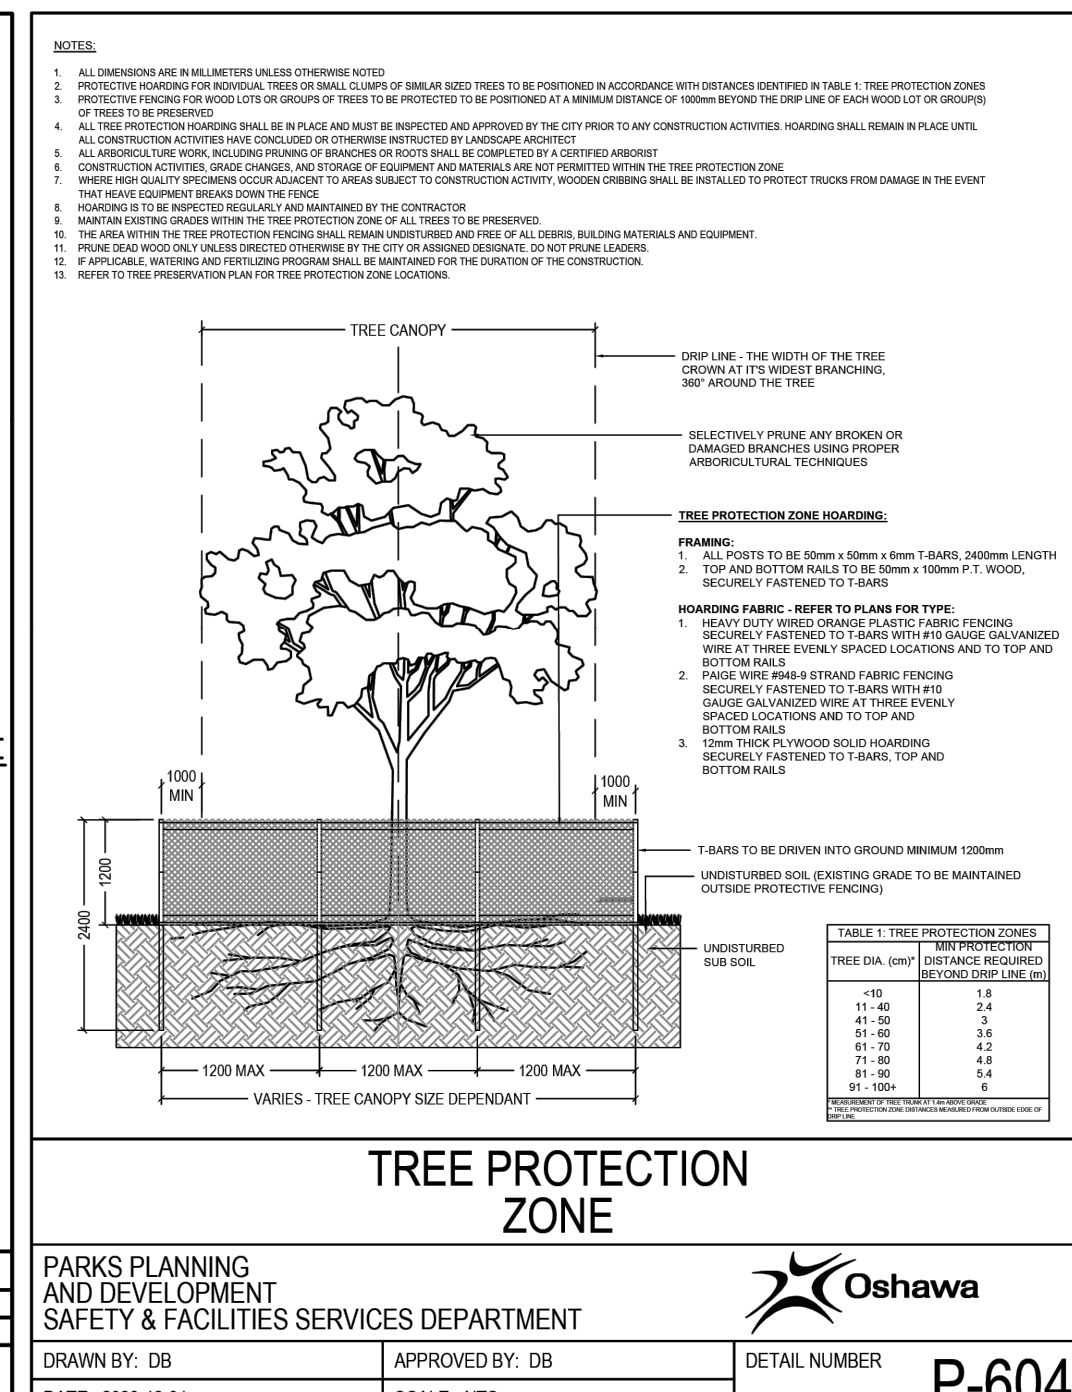 NOTES:
1. ALL DIMENSIONS ARE IN MILLIMETERS UNLESS OTHERWISE NOTED
2. PROTECTIVE HOARDING FOR INDIVIDUAL TREES OR SMALL CLUMPS OF SIMILAR SIZED TREES TO BE POSITIONED IN ACCORDANCE WITH DISTANCES IDENTIFIED IN TABLE 1: TREE PROTECTION ZONES
3. PROTECTIVE FENCING FOR WOOD LOTS OR GROUPS OF TREES TO BE PROTECTED TO BE POSITIONED AT A MINIMUM DISTANCE OF 1000mm BEYOND THE DRIP LINE OF EACH WOOD LOT OR GROUP(S)
OF TREES TO BE PRESERVED
4. ALL TREE PROTECTION HOARDING SHALL BE IN PLACE AND MUST BE INSPECTED AND APPROVED BY THE CITY PRIOR TO ANY CONSTRUCTION ACTIVITIES. HOARDING SHALL REMAIN IN PLACE UNTIL
ALL CONSTRUCTION ACTIVITIES HAVE CONCLUDED OR OTHERWISE INSTRUCTED BY LANDSCAPE ARCHITECT
5. ALL ARBORICULTURE WORK, INCLUDING PRUNING OF BRANCHES OR ROOTS SHALL BE COMPLETED BY A CERTIFIED ARBORIST
6. CONSTRUCTION ACTIVITIES, GRADE CHANGES, AND STORAGE OF EQUIPMENT AND MATERIALS ARE NOT PERMITTED WITHIN THE TREE PROTECTION ZONE
7. WHERE HIGH QUALITY SPECIMENS OCCUR ADJACENT TO AREAS SUBJECT TO CONSTRUCTION ACTIVITY, WOODEN CRIBBING SHALL BE INSTALLED TO PROTECT TRUCKS FROM DAMAGE IN THE EVENT
THAT HEAVE EQUIPMENT BREAKS DOWN THE FENCE
8. HOARDING IS TO BE INSPECTED REGULARLY AND MAINTAINED BY THE CONTRACTOR
9. MAINTAIN EXISTING GRADES WITHIN THE TREE PROTECTION ZONE OF ALL TREES TO BE PRESERVED.
10. THE AREA WITHIN THE TREE PROTECTION FENCING SHALL REMAIN UNDISTURBED AND FREE OF ALL DEBRIS, BUILDING MATERIALS AND EQUIPMENT.
11. PRUNE DEAD WOOD ONLY UNLESS DIRECTED OTHERWISE BY THE CITY OR ASSIGNED DESIGNATE. DO NOT PRUNE LEADERS.
12. IF APPLICABLE, WATERING AND FERTILIZING PROGRAM SHALL BE MAINTAINED FOR THE DURATION OF THE CONSTRUCTION.
13. REFER TO TREE PRESERVATION PLAN FOR TREE PROTECTION ZONE LOCATIONS.
TREE CANOPY
DRIP LINE - THE WIDTH OF THE TREE
CROWN AT IT'S WIDEST BRANCHING,
360° AROUND THE TREE
SELECTIVELY PRUNE ANY BROKEN OR
DAMAGED BRANCHES USING PROPER
ARBORICULTURAL TECHNIQUES
TREE PROTECTION ZONE HOARDING:
FRAMING:
1. ALL POSTS TO BE 50mm x 50mm x 6mm T-BARS, 2400mm LENGTH
2. TOP AND BOTTOM RAILS TO BE 50mm x 100mm P.T. WOOD,
SECURELY FASTENED TO T-BARS
HOARDING FABRIC - REFER TO PLANS FOR TYPE:
1. HEAVY DUTY WIRED ORANGE PLASTIC FABRIC FENCING
SECURELY FASTENED TO T-BARS WITH #10 GAUGE GALVANIZED
WIRE AT THREE EVENLY SPACED LOCATIONS AND TO TOP AND
BOTTOM RAILS
2. PAIGE WIRE #948-9 STRAND FABRIC FENCING
SECURELY FASTENED TO T-BARS WITH #10
GAUGE GALVANIZED WIRE AT THREE EVENLY
SPACED LOCATIONS AND TO TOP AND
BOTTOM RAILS
3. 12mm THICK PLYWOOD SOLID HOARDING
SECURELY FASTENED TO T-BARS, TOP AND
BOTTOM RAILS
1000
MIN
1000
MIN
1200
2400
T-BARS TO BE DRIVEN INTO GROUND MINIMUM 1200mm
UNDISTURBED SOIL (EXISTING GRADE TO BE MAINTAINED
OUTSIDE PROTECTIVE FENCING)
UNDISTURBED
SUB SOIL
1200 MAX 1200 MAX 1200 MAX
VARIES - TREE CANOPY SIZE DEPENDANT
TABLE 1: TREE PROTECTION ZONES
TREE DIA. (cm)* MIN PROTECTION
DISTANCE REQUIRED
BEYOND DRIP LINE (m)
<10 1.8
11 - 40 2.4
41 - 50 3
51 - 60 3.6
61 - 70 4.2
71 - 80 4.8
81 - 90 5.4
91 - 100+ 6
* MEASUREMENT OF TREE TRUNK AT 1.4m ABOVE GRADE
** TREE PROTECTION ZONE DISTANCES MEASURED FROM OUTSIDE EDGE OF
DRIP LINE
TREE PROTECTION
ZONE
PARKS PLANNING
AND DEVELOPMENT
SAFETY & FACILITIES SERVICES DEPARTMENT
Oshawa
DRAWN BY: DB
APPROVED BY: DB
DETAIL NUMBER
P-604